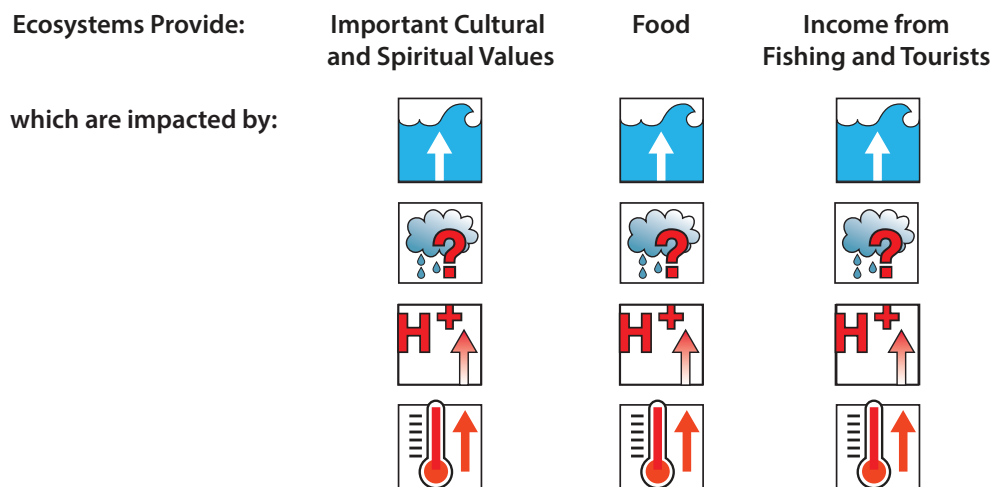 Ecosystems Provide:
Important Cultural
and Spiritual Values
Food
Income from
Fishing and Tourists
which are impacted by:
?
?
?
H+
H+
H+